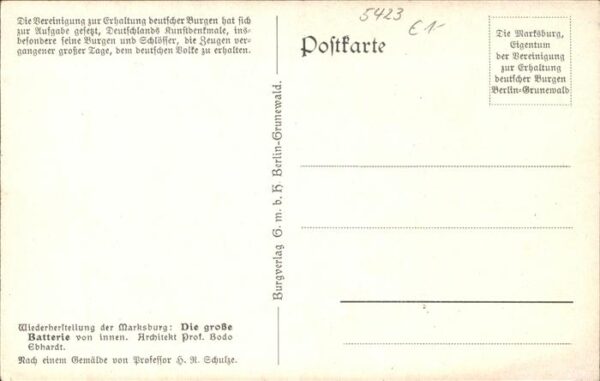 Die Vereinigung zur Erhaltung deutscher Burgen hat sich
zur Aufgabe gesetzt, Deutschlands Kunstdenkmale, ins-
besondere seine Burgen und Schlösser, die Zeugen ver-
gangener großer Tage, dem deutschen Volke zu erhalten.
5423
€ 1-
Postkarte
Die Marksburg,
Eigentum
der Vereinigung
zur Erhaltung
deutscher Burgen
Berlin-Grunewald
Burgverlag G. m. b. H Berlin-Grunewald.
Wiederherstellung der Marksburg: Die große
Batterie von innen. Architekt Prof. Bodo
Ebhardt.
Nach einem Gemälde von Professor H. R. Schulze.